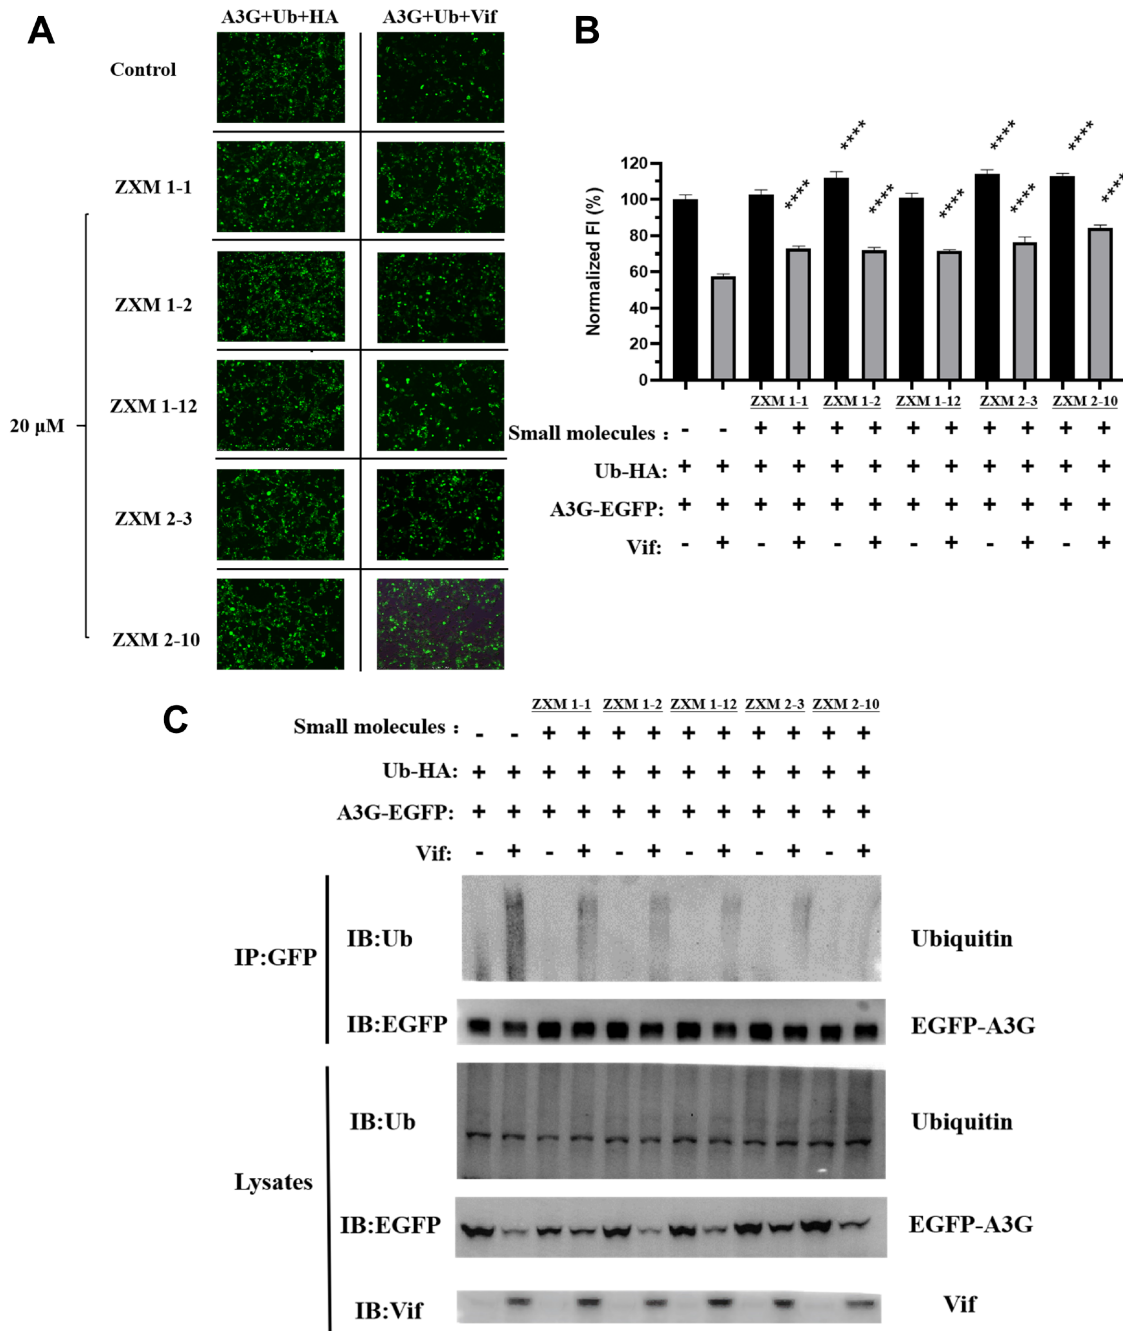 A
A3G+Ub+HA A3G+Ub+Vif
Control
ZXM 1-1
ZXM 1-2
ZXM 1-12
20 μM
ZXM 2-3
ZXM 2-10
B
**** **** ****
**** **** **** **** ****
Normalized FI (%)
120
100
80
60
40
20
0
ZXM 1-1 ZXM 1-2 ZXM 1-12 ZXM 2-3 ZXM 2-10
Small molecules : - - + + + + + + + + + +
Ub-HA: + + + + + + + + + + + +
A3G-EGFP: + + + + + + + + + + + +
Vif: - + - + - + - + - + - +
C
ZXM 1-1 ZXM 1-2 ZXM 1-12 ZXM 2-3 ZXM 2-10
Small molecules : - - + + + + + + + + + +
Ub-HA: + + + + + + + + + + + +
A3G-EGFP: + + + + + + + + + + + +
Vif: - + - + - + - + - + - +
IP:GFP
IB:Ub Ubiquitin
IB:EGFP EGFP-A3G
Lysates
IB:Ub Ubiquitin
IB:EGFP EGFP-A3G
IB:Vif Vif